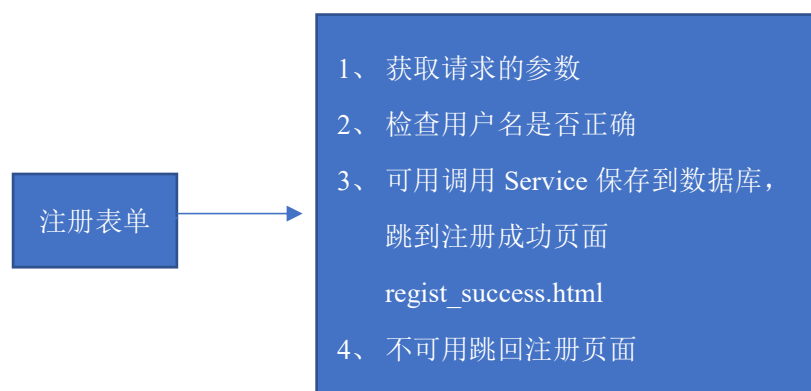 注册表单
1、 获取请求的参数
2、 检查用户名是否正确
3、 可用调用 Service 保存到数据库，
跳到注册成功页面
regist_success.html
4、 不可用跳回注册页面